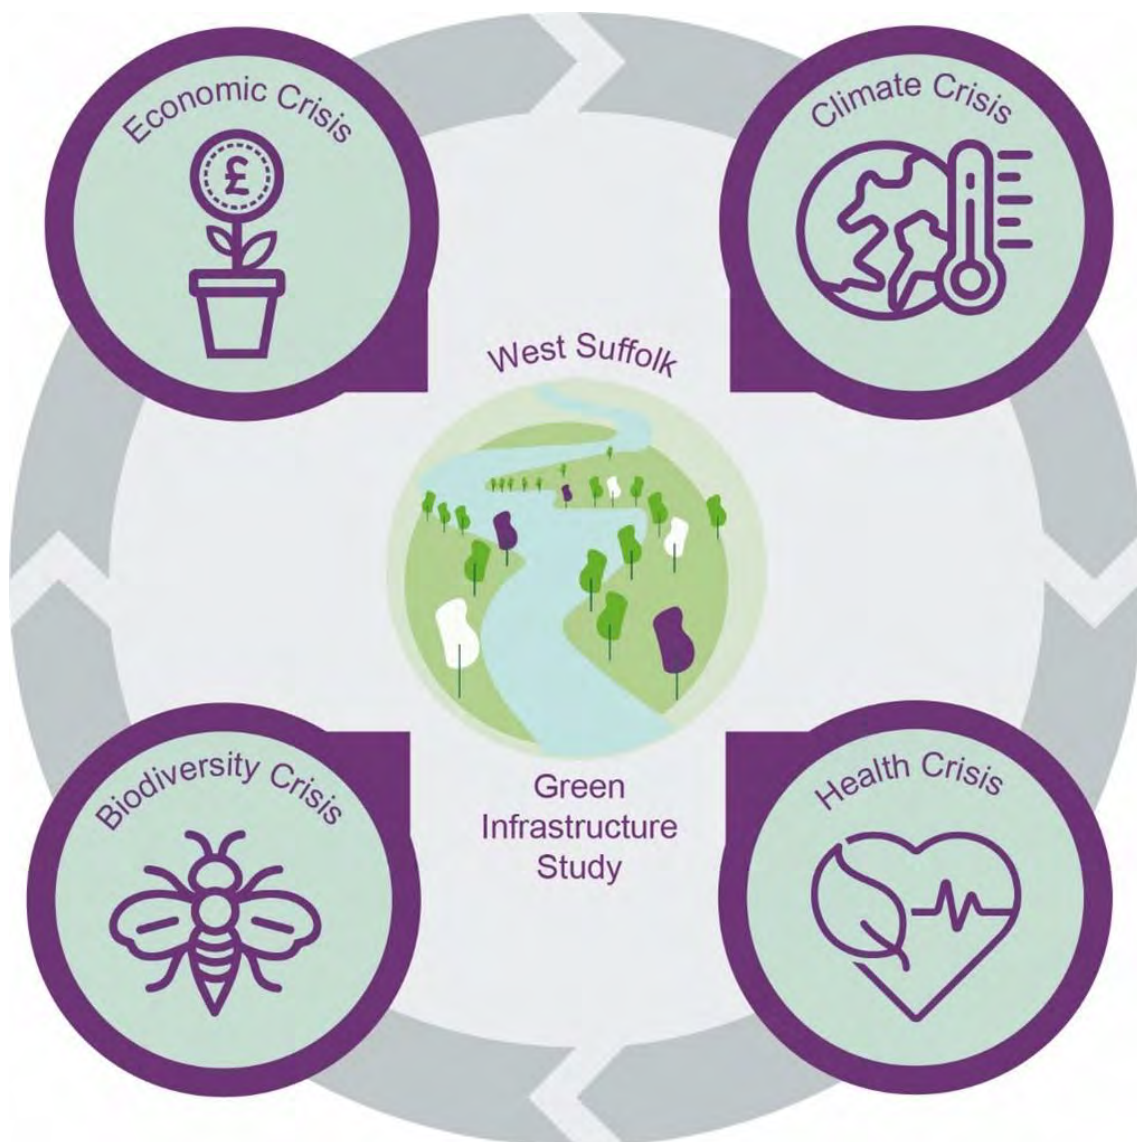 Economic Crisis
Climate Crisis
£
West Suffolk
Green
Infrastructure
Study
Biodiversity Crisis
Health Crisis